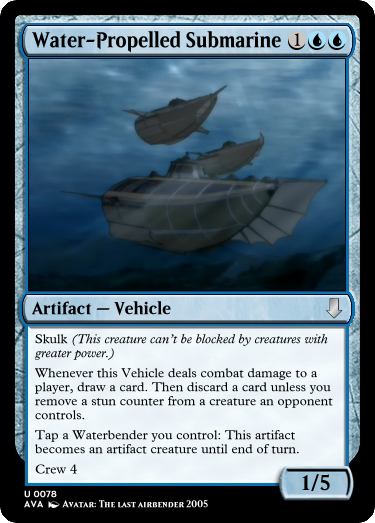 Water-Propelled Submarine 1
Artifact — Vehicle
Skulk (This creature can't be blocked by creatures with
greater power.)
Whenever this Vehicle deals combat damage to a
player, draw a card. Then discard a card unless you
remove a stun counter from a creature an opponent
controls.
Tap a Waterbender you control: This artifact
becomes an artifact creature until end of turn.
Crew 4
1/5
U 0078
AVA Avatar: The last airbender 2005